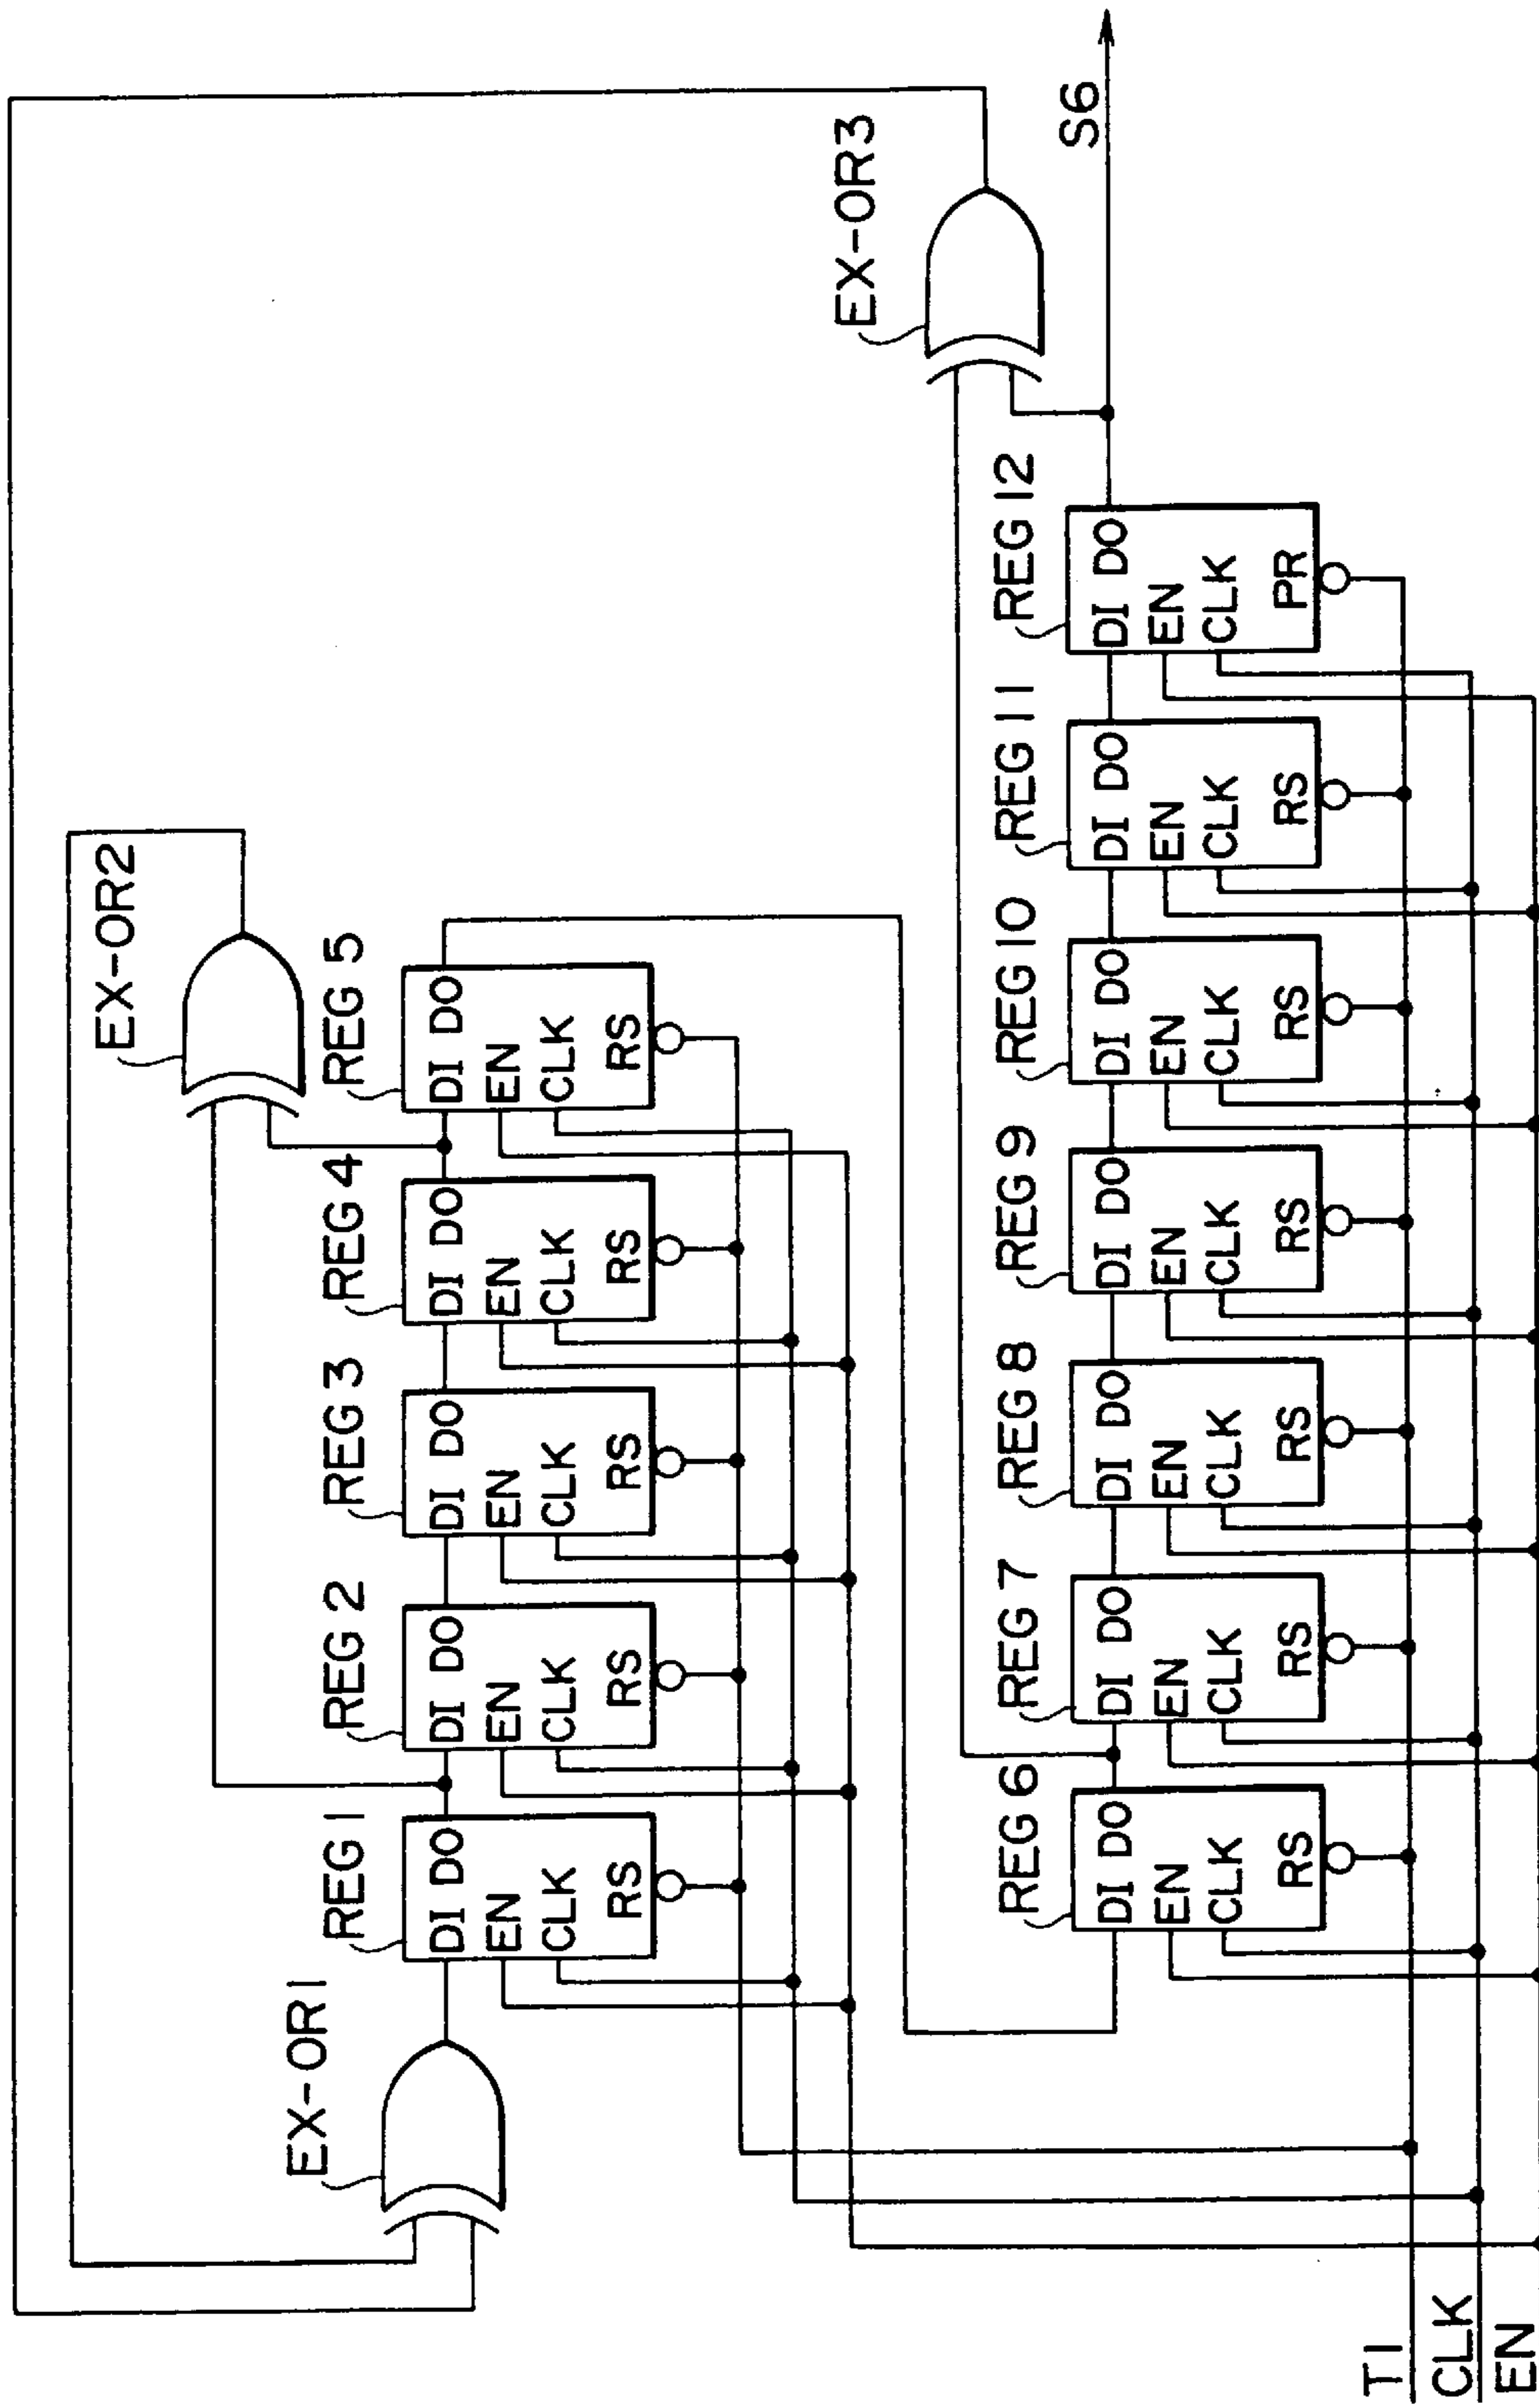 EX-OR1
EX-OR2
REG 1
REG 2
REG 3
REG 4
REG 5
DI DO
EN
CLK
RS
DI DO
EN
CLK
RS
DI DO
EN
CLK
RS
DI DO
EN
CLK
RS
DI DO
EN
CLK
RS
EX-OR3
S6
REG 6
REG 7
REG 8
REG 9
REG 10
REG 11
REG 12
DI DO
EN
CLK
RS
DI DO
EN
CLK
RS
DI DO
EN
CLK
RS
DI DO
EN
CLK
RS
DI DO
EN
CLK
RS
DI DO
EN
CLK
RS
DI DO
EN
CLK
PR
T1
CLK
EN